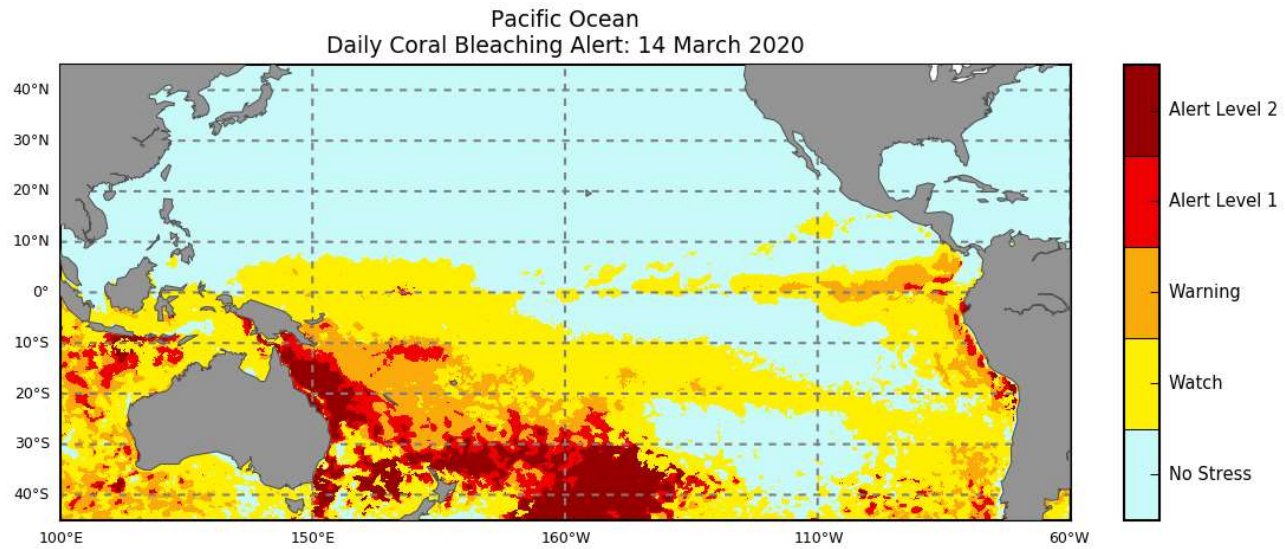 Pacific Ocean
Daily Coral Bleaching Alert: 14 March 2020
40°N
30°N
20°N
10°N
0°
10°S
20°S
30°S
40°S
100°E
150°E
160°W
110°W
60°W
Alert Level 2
Alert Level 1
Warning
Watch
No Stress